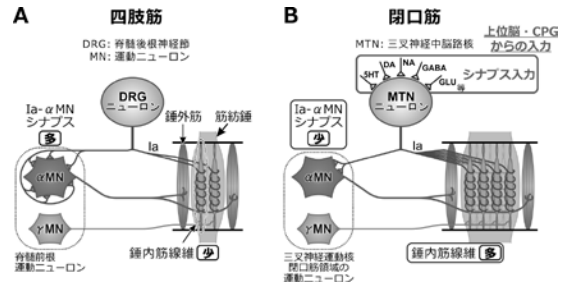 A 四肢筋
DRG: 脊髄後根神経節
MN: 運動ニューロン
DRG
ニューロン
Ia-αMN
シナプス
多
錘外筋
筋紡錘
Ia
αMN
γMN
錘内筋線維 少
脊髄前根
運動ニューロン
B 閉口筋
上位脳・CPG
からの入力
MTN: 三叉神経中脳路核
5HT
DA
NA
GABA
GLU 等
シナプス入力
MTN
ニューロン
Ia-αMN
シナプス
少
Ia
αMN
γMN
錘内筋線維 多
三叉神経運動核
閉口筋領域の
運動ニューロン